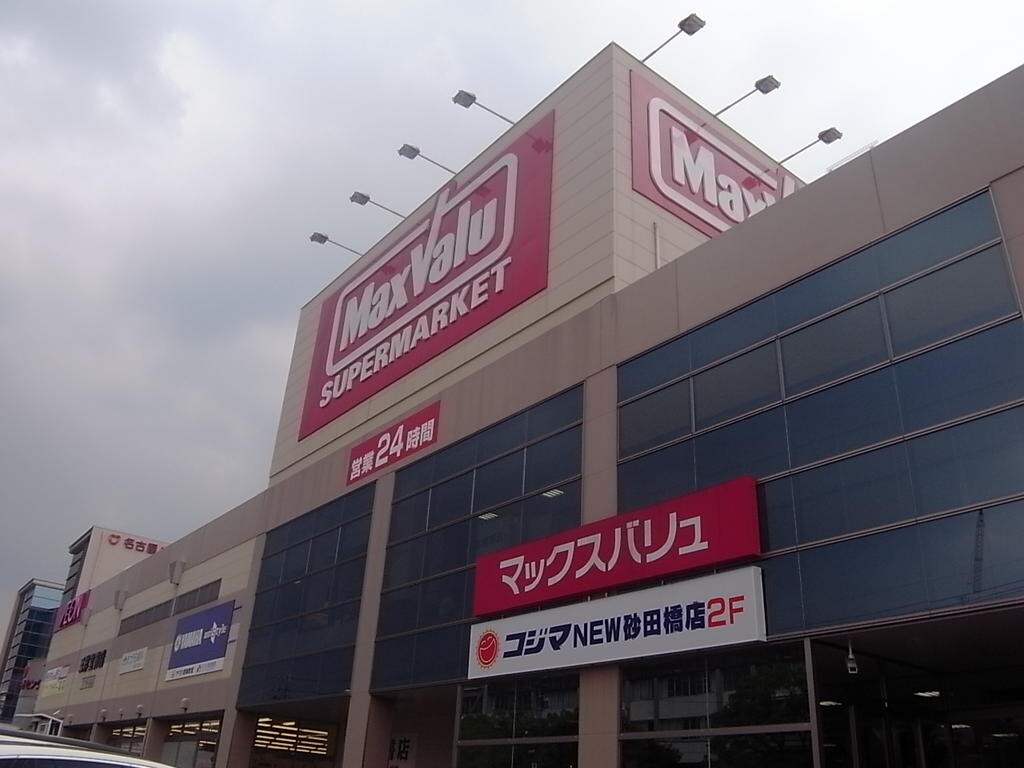 MaxValu
SUPERMARKET
Max
営業24時間
マックスバリュ
コジマNEW砂田橋店2F
名古屋
YAMAHA